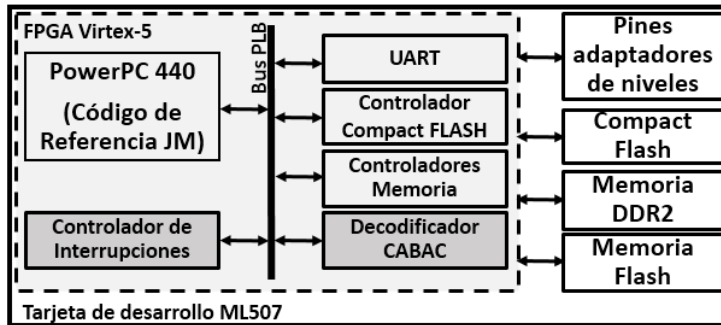 FPGA Virtex-5
PowerPC 440
(Código de
Referencia JM)
Controlador de
Interrupciones
Bus PLB
UART
Controlador
Compact FLASH
Controladores
Memoria
Decodificador
CABAC
Pines
adaptadores
de niveles
Compact
Flash
Memoria
DDR2
Memoria
Flash
Tarjeta de desarrollo ML507